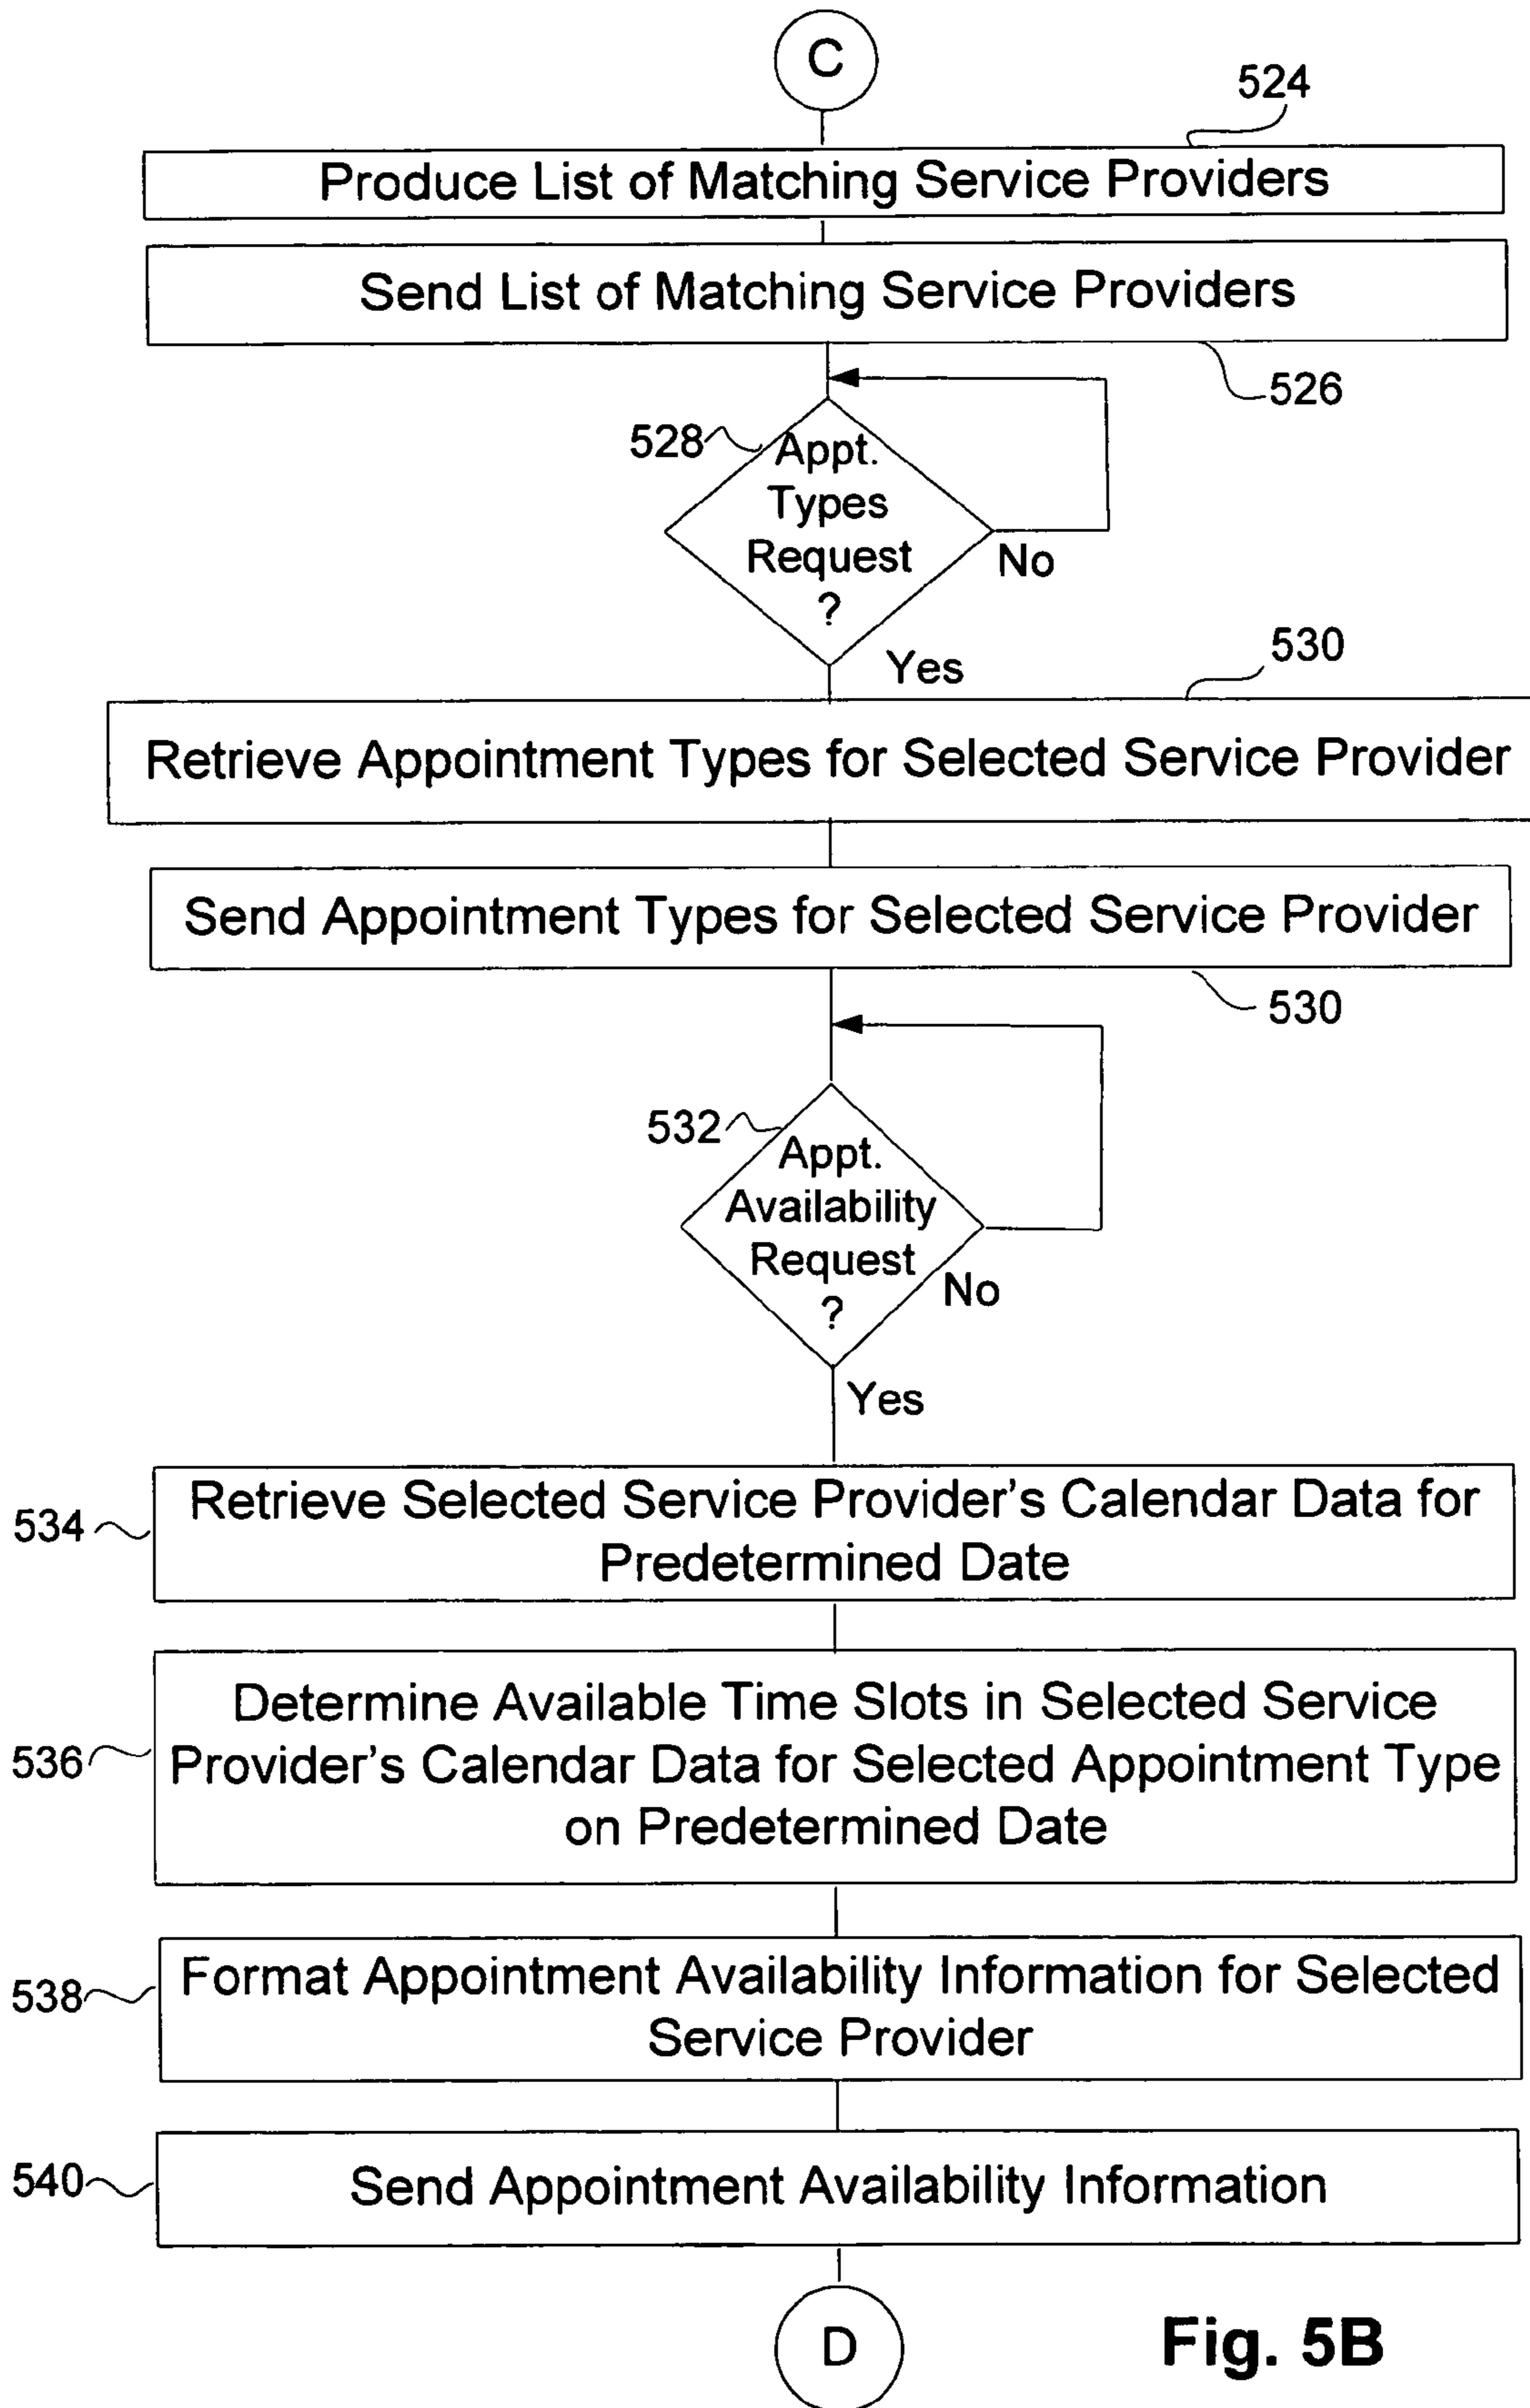 C
524
Produce List of Matching Service Providers
Send List of Matching Service Providers
526
528
Appt.
Types
Request
?
No
Yes
530
Retrieve Appointment Types for Selected Service Provider
Send Appointment Types for Selected Service Provider
530
532
Appt.
Availability
Request
?
No
Yes
534
Retrieve Selected Service Provider's Calendar Data for
Predetermined Date
536
Determine Available Time Slots in Selected Service
Provider's Calendar Data for Selected Appointment Type
on Predetermined Date
538
Format Appointment Availability Information for Selected
Service Provider
540
Send Appointment Availability Information
D
Fig. 5B